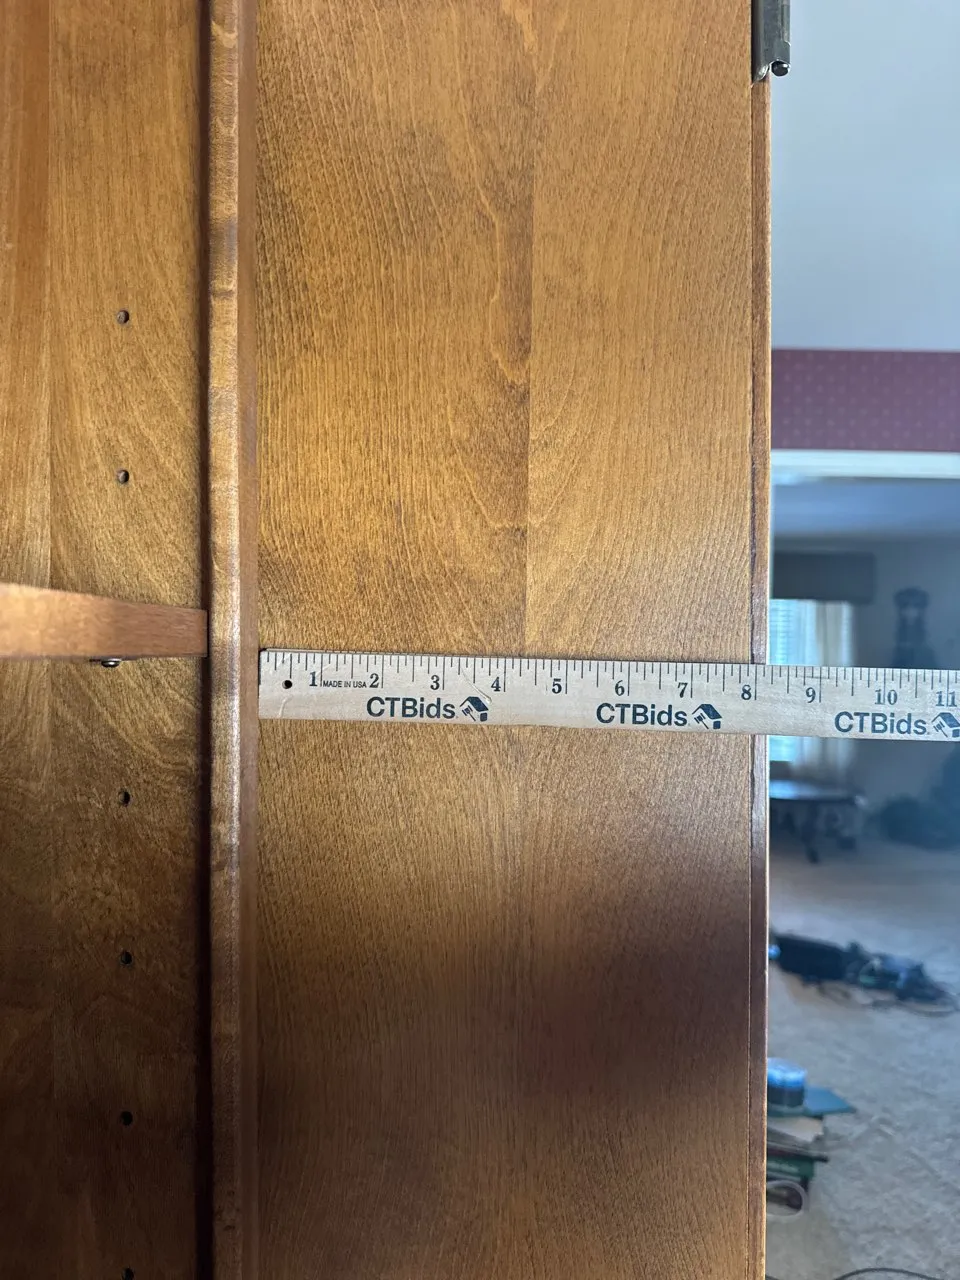 1 MADE IN USA 2 3 4 5 6 7 8 9 10 11
CTBids CTBids CTBids